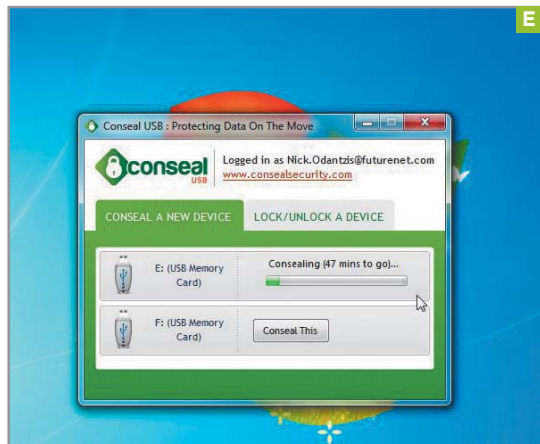 E
Conseal USB : Protecting Data On The Move
conseal
USB
Logged in as Nick.Odantzis@futurenet.com
www.consealsecurity.com
CONSEAL A NEW DEVICE
LOCK/UNLOCK A DEVICE
E: (USB Memory
Card)
Consealing (47 mins to go)...
F: (USB Memory
Card)
Conseal This